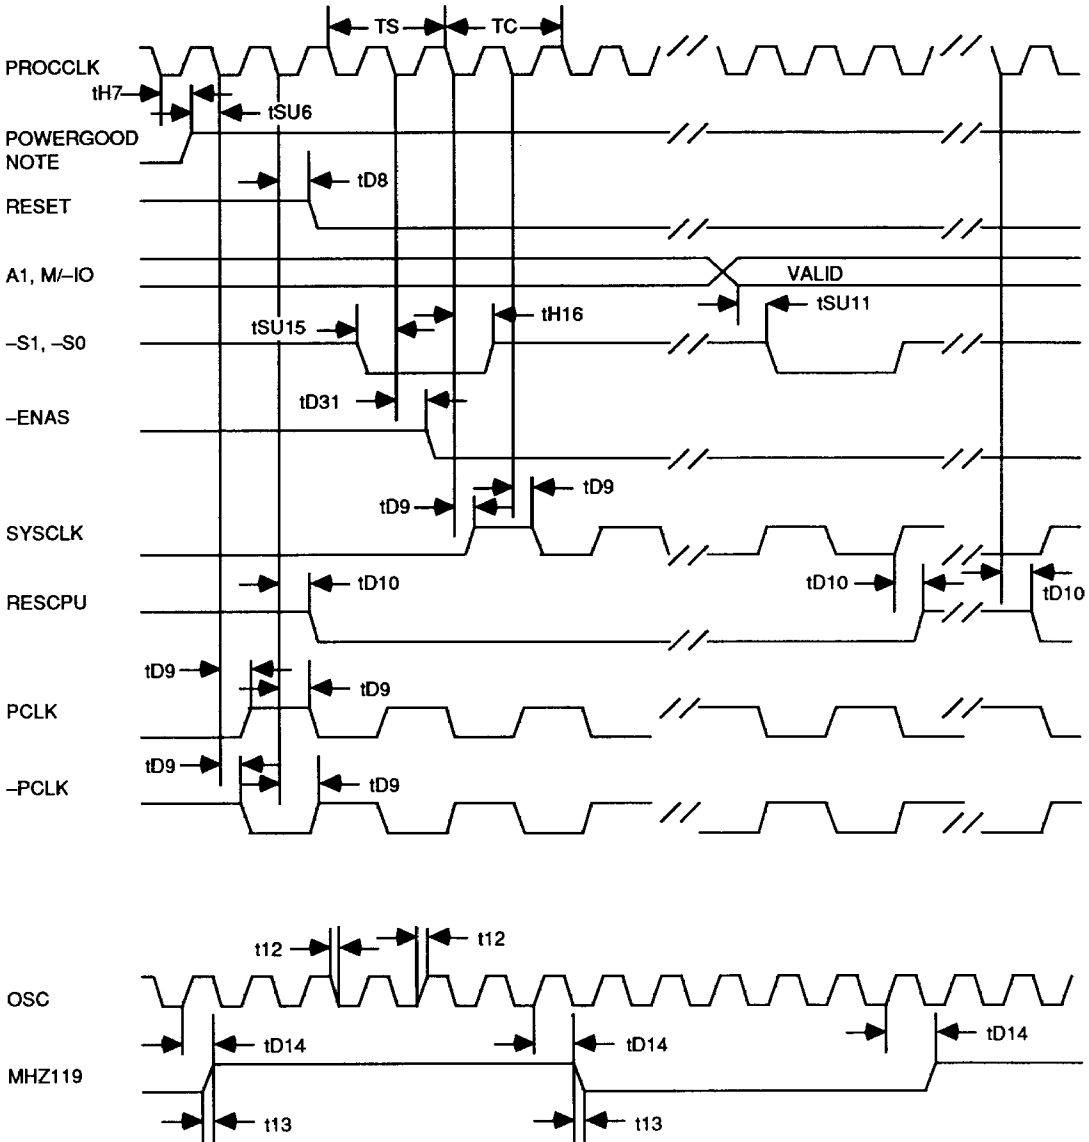 TS TC
PROCCLK
tH7
tSU6
POWERGOOD
NOTE
tD8
RESET
A1, M/–IO
VALID
tSU11
tSU15
tH16
–S1, –S0
tD31
–ENAS
tD9
tD9
SYSCLK
tD10
tD10
tD10
RESCPU
tD9
tD9
PCLK
tD9
tD9
–PCLK
t12
t12
OSC
tD14
tD14
tD14
MHZ119
t13
t13